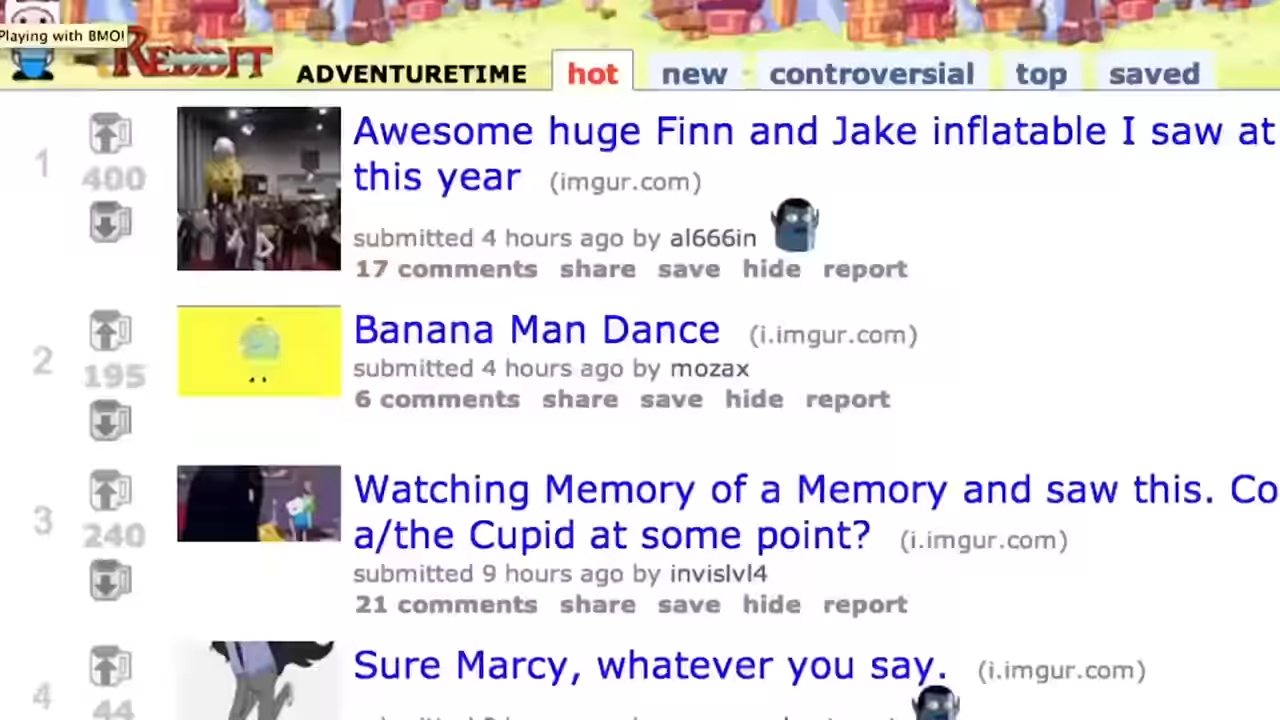 Playing with BMO!
REDDIT ADVENTURETIME hot new controversial top saved
1
400
Awesome huge Finn and Jake inflatable I saw at
this year (imgur.com)
submitted 4 hours ago by al666in
17 comments share save hide report
2
195
Banana Man Dance (i.imgur.com)
submitted 4 hours ago by mozax
6 comments share save hide report
3
240
Watching Memory of a Memory and saw this. Co
a/the Cupid at some point? (i.imgur.com)
submitted 9 hours ago by invislvl4
21 comments share save hide report
4
44
Sure Marcy, whatever you say. (i.imgur.com)